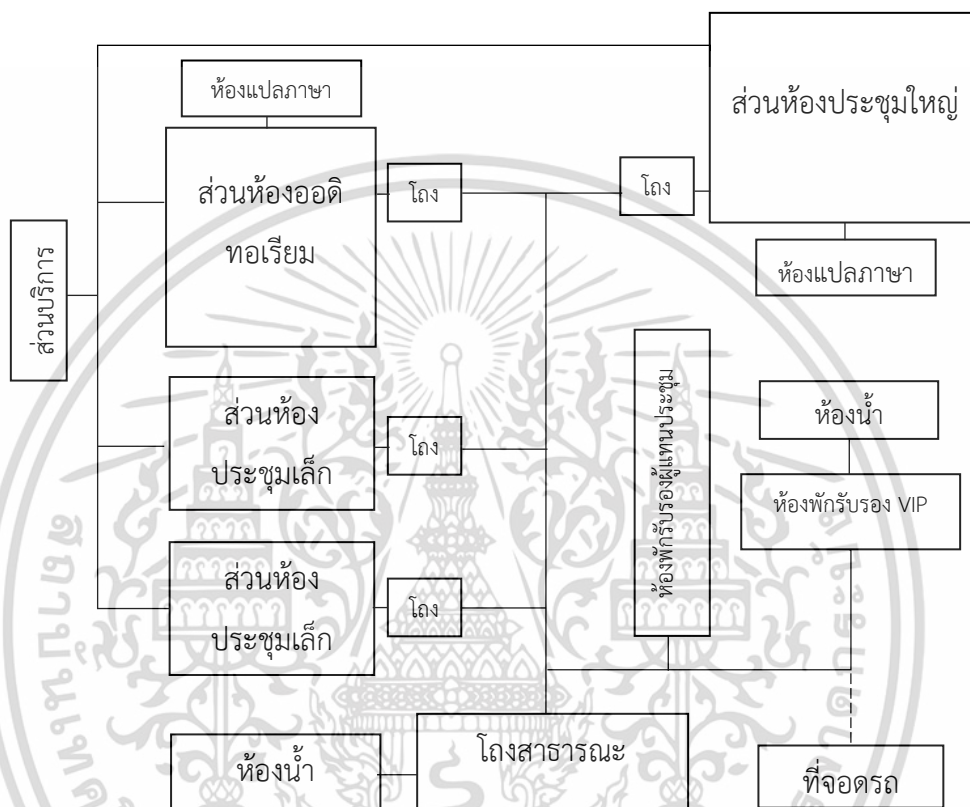 ห้องแปลภาษา
ส่วนห้องประชุมใหญ่
ส่วนห้องออดิ
ทอเรียม
โถง
โถง
ส่วนบริการ
ห้องแปลภาษา
ส่วนห้อง
ประชุมเล็ก
โถง
ห้องพักรับรองผู้แทนประชุม
ห้องน้ำ
ห้องพักรับรอง VIP
ส่วนห้อง
ประชุมเล็ก
โถง
ห้องน้ำ
โถงสาธารณะ
ที่จอดรถ